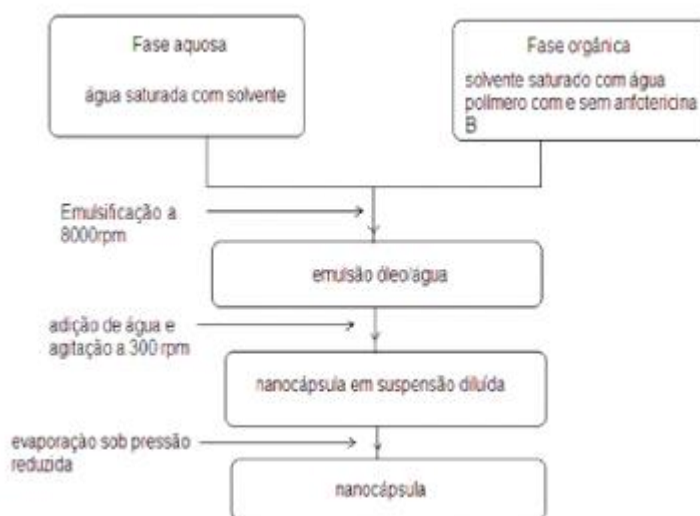 Fase aquosa
água saturada com solvente
Fase orgânica
solvente saturado com água
polímero com e sem anfotericina
B
Emulsificação a
8000rpm
emulsão óleo/água
adição de água e
agitação a 300 rpm
nanocápsula em suspensão diluída
evaporação sob pressão
reduzida
nanocápsula